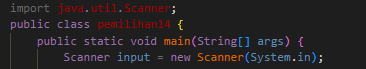 import java.util.Scanner;
public class pemilihan14 {
    public static void main(String[] args) {
        Scanner input = new Scanner(System.in);